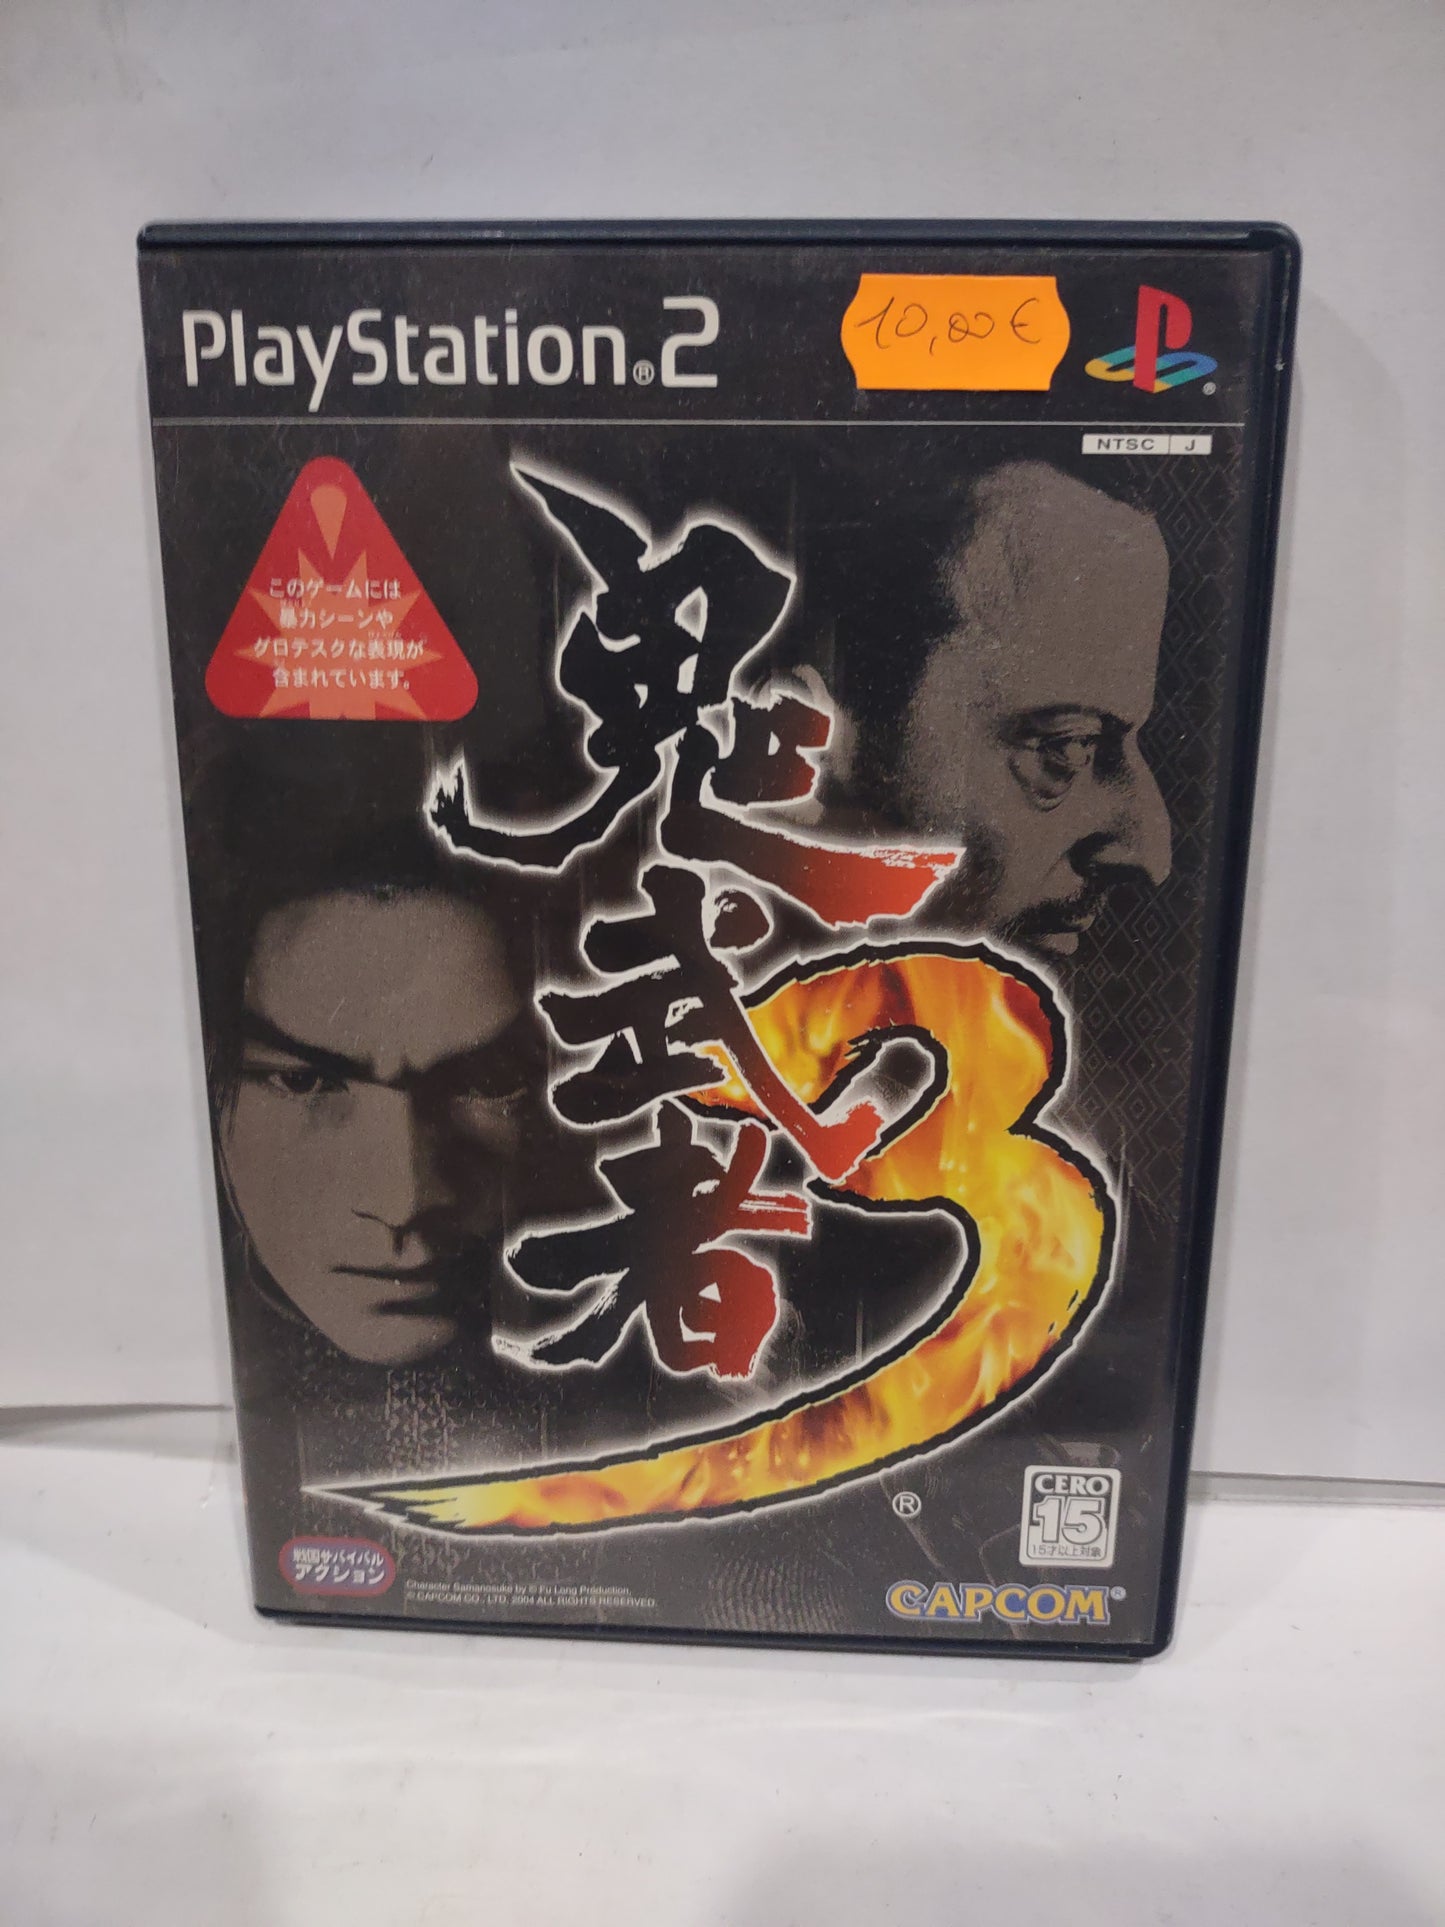 PlayStation®2
10,00€
®
NTSC J
このゲームには
暴力シーンや
グロテスクな表現が
含まれています。
鬼
武
者
3
®
CERO
15
15才以上対象
戦国サバイバル
アクション
Character Samanosuke by © Fu Long Production,
© CAPCOM CO., LTD. 2004 ALL RIGHTS RESERVED.
CAPCOM®